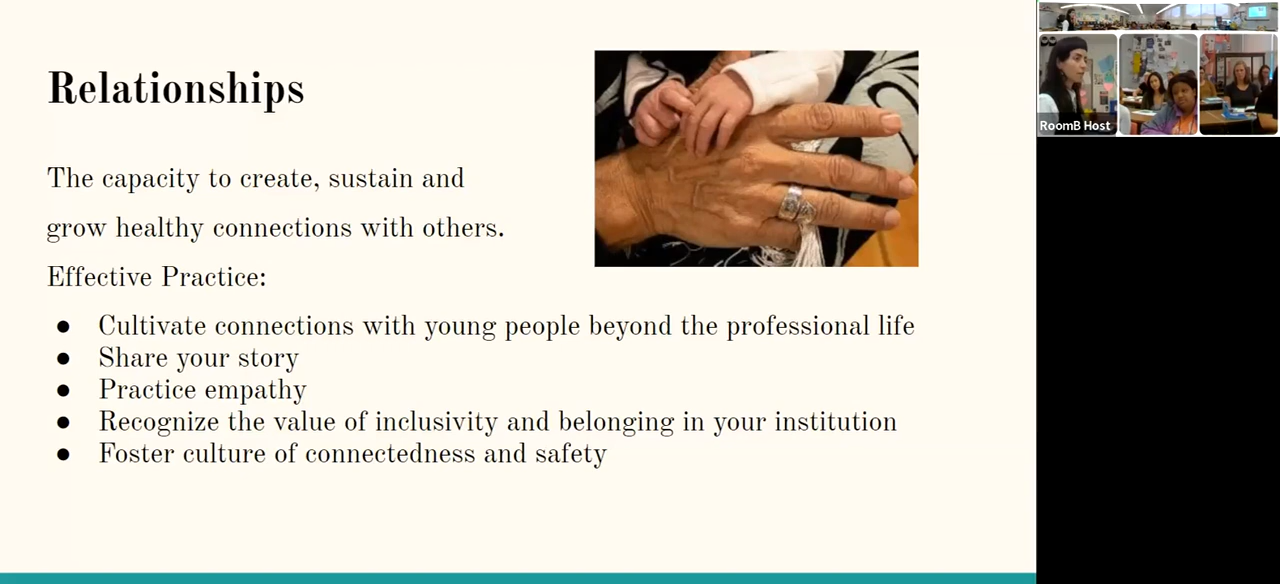 Relationships
The capacity to create, sustain and
grow healthy connections with others.
Effective Practice:
● Cultivate connections with young people beyond the professional life
● Share your story
● Practice empathy
● Recognize the value of inclusivity and belonging in your institution
● Foster culture of connectedness and safety
RoomB Host